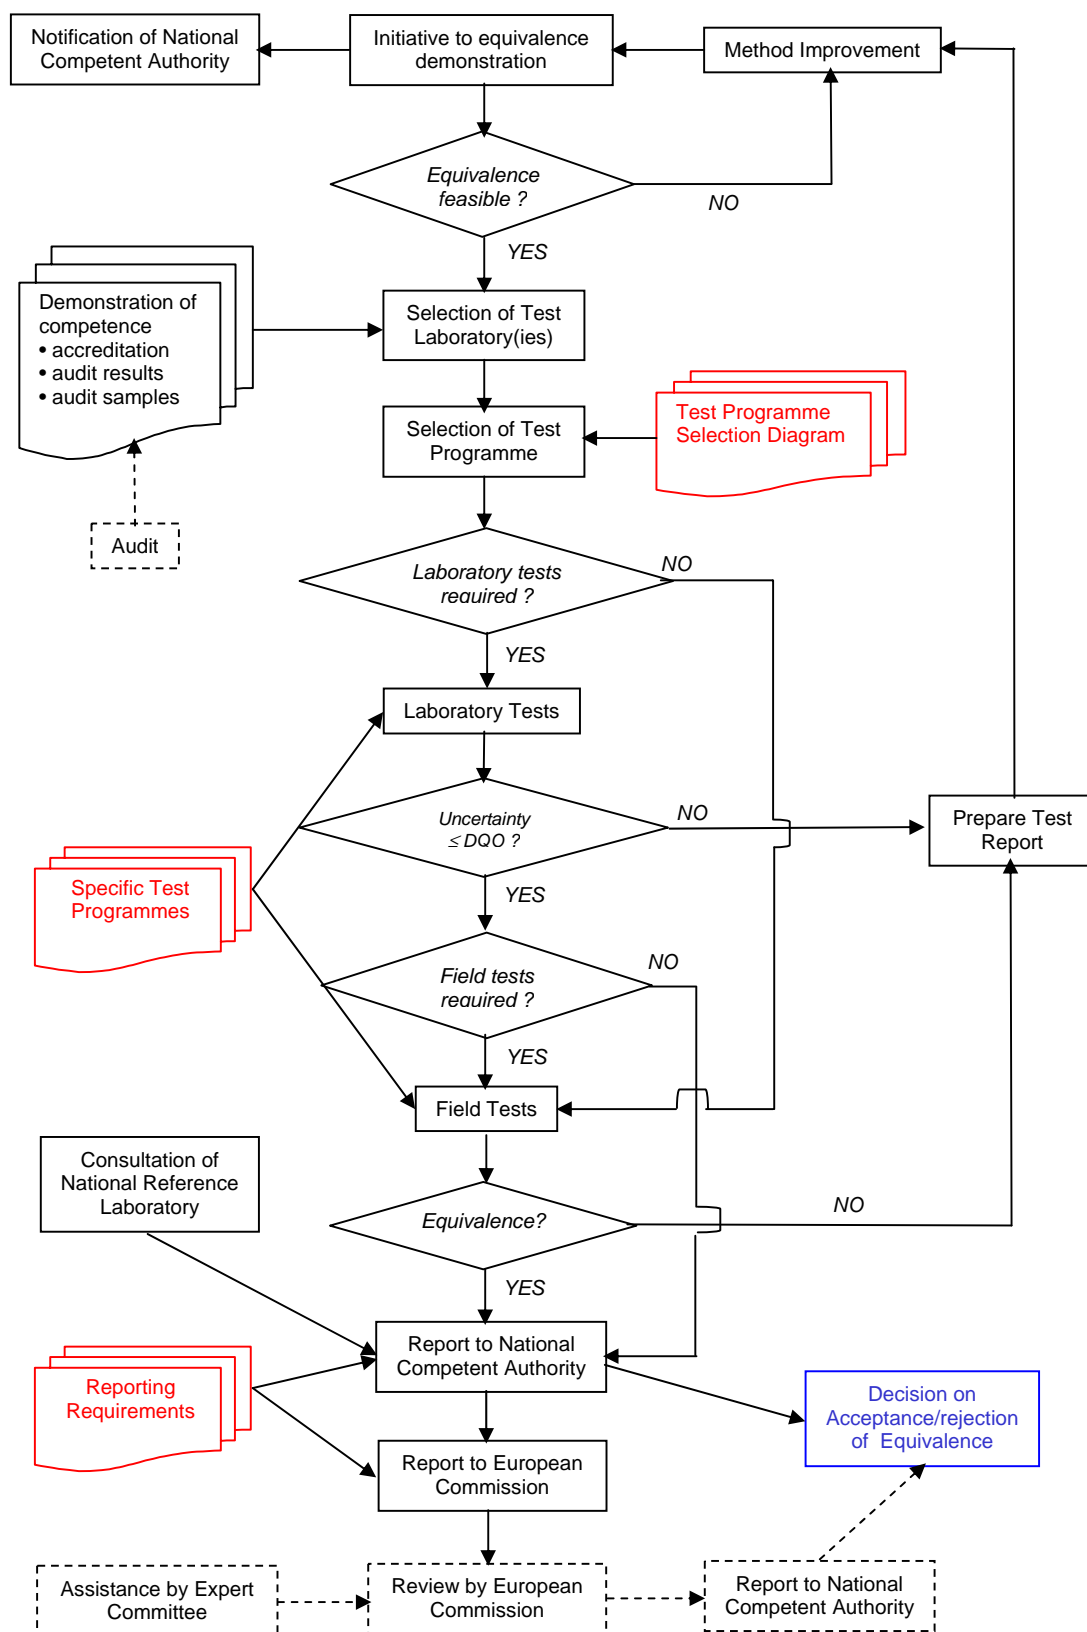 Notification of National
Competent Authority
Initiative to equivalence
demonstration
Method Improvement
Equivalence
feasible ?
NO
YES
Demonstration of
competence
• accreditation
• audit results
• audit samples
Selection of Test
Laboratory(ies)
Test Programme
Selection Diagram
Selection of Test
Programme
Audit
Laboratory tests
required ?
NO
YES
Laboratory Tests
Uncertainty
≤ DQO ?
NO
Prepare Test
Report
YES
Specific Test
Programmes
Field tests
required ?
NO
YES
Field Tests
Consultation of
National Reference
Laboratory
Equivalence?
NO
YES
Report to National
Competent Authority
Reporting
Requirements
Decision on
Acceptance/rejection
of Equivalence
Report to European
Commission
Assistance by Expert
Committee
Review by European
Commission
Report to National
Competent Authority